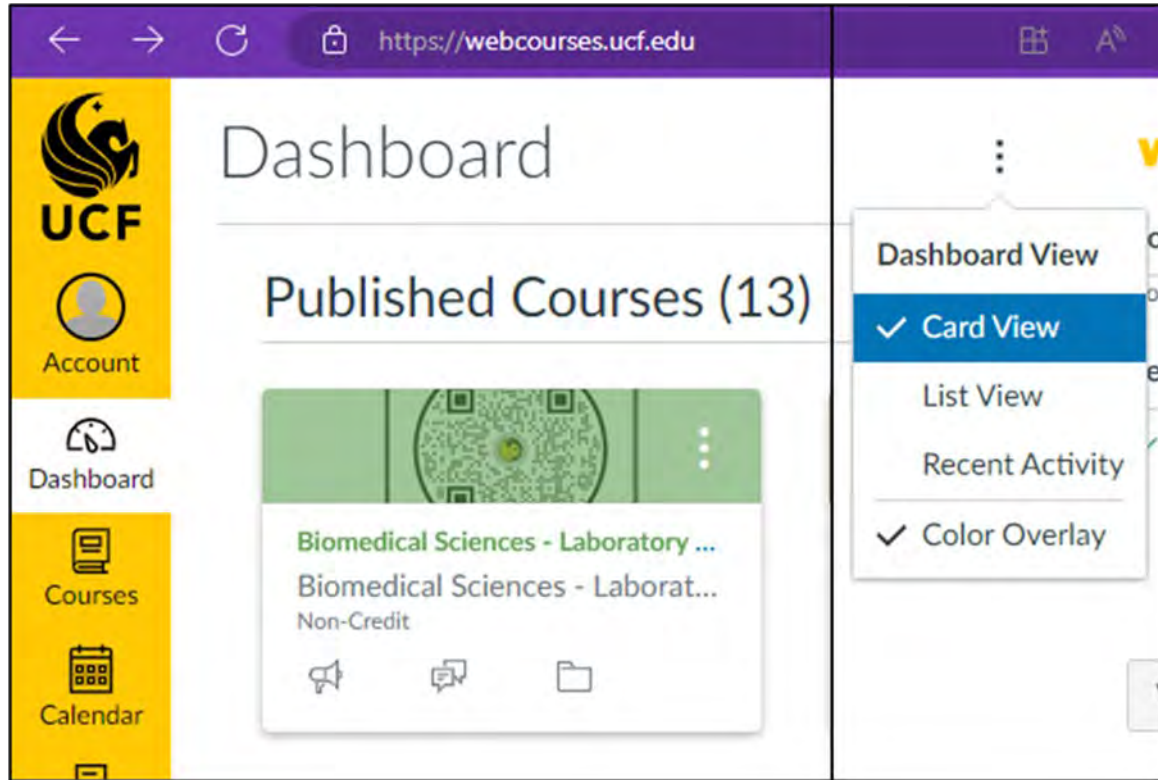 https://webcourses.ucf.edu
UCF
Account
Dashboard
Courses
Calendar
Dashboard
Published Courses (13)
Biomedical Sciences - Laboratory ...
Biomedical Sciences - Laborat...
Non-Credit
Dashboard View
Card View
List View
Recent Activity
Color Overlay